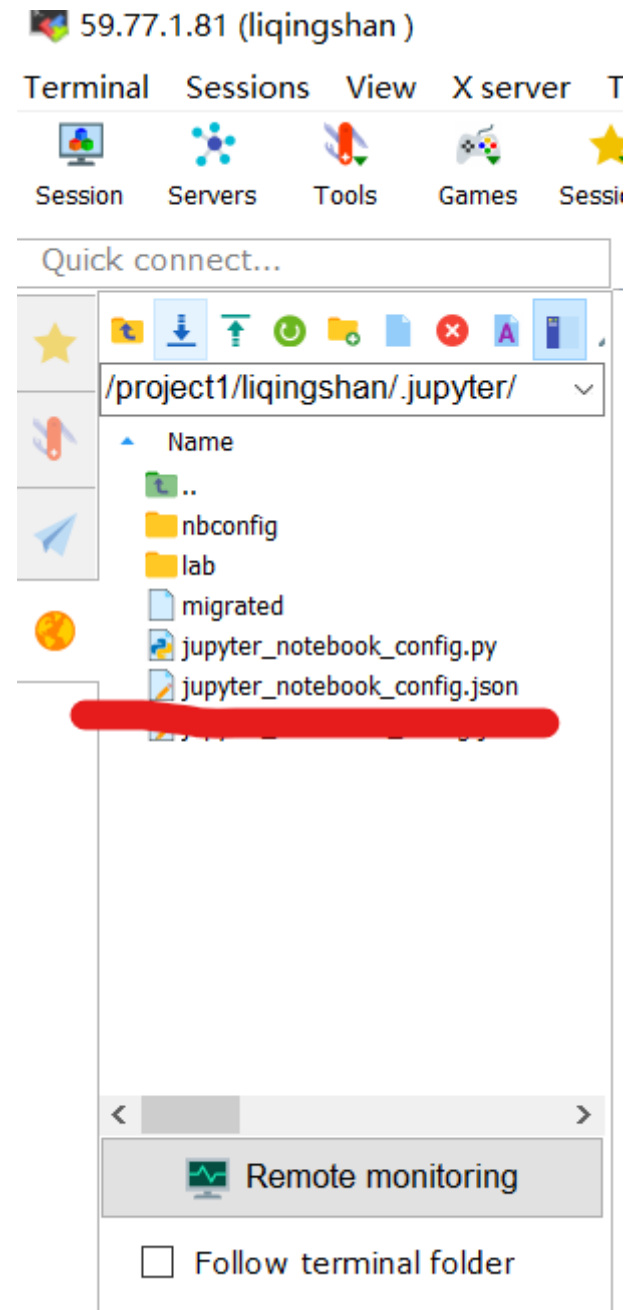 59.77.1.81 (liqingshan )
Terminal Sessions View X server T
Session Servers Tools Games Sessi
Quick connect...
A
/project1/liqingshan/.jupyter/
Name
..
nbconfig
lab
migrated
jupyter_notebook_config.py
jupyter_notebook_config.json
Remote monitoring
Follow terminal folder